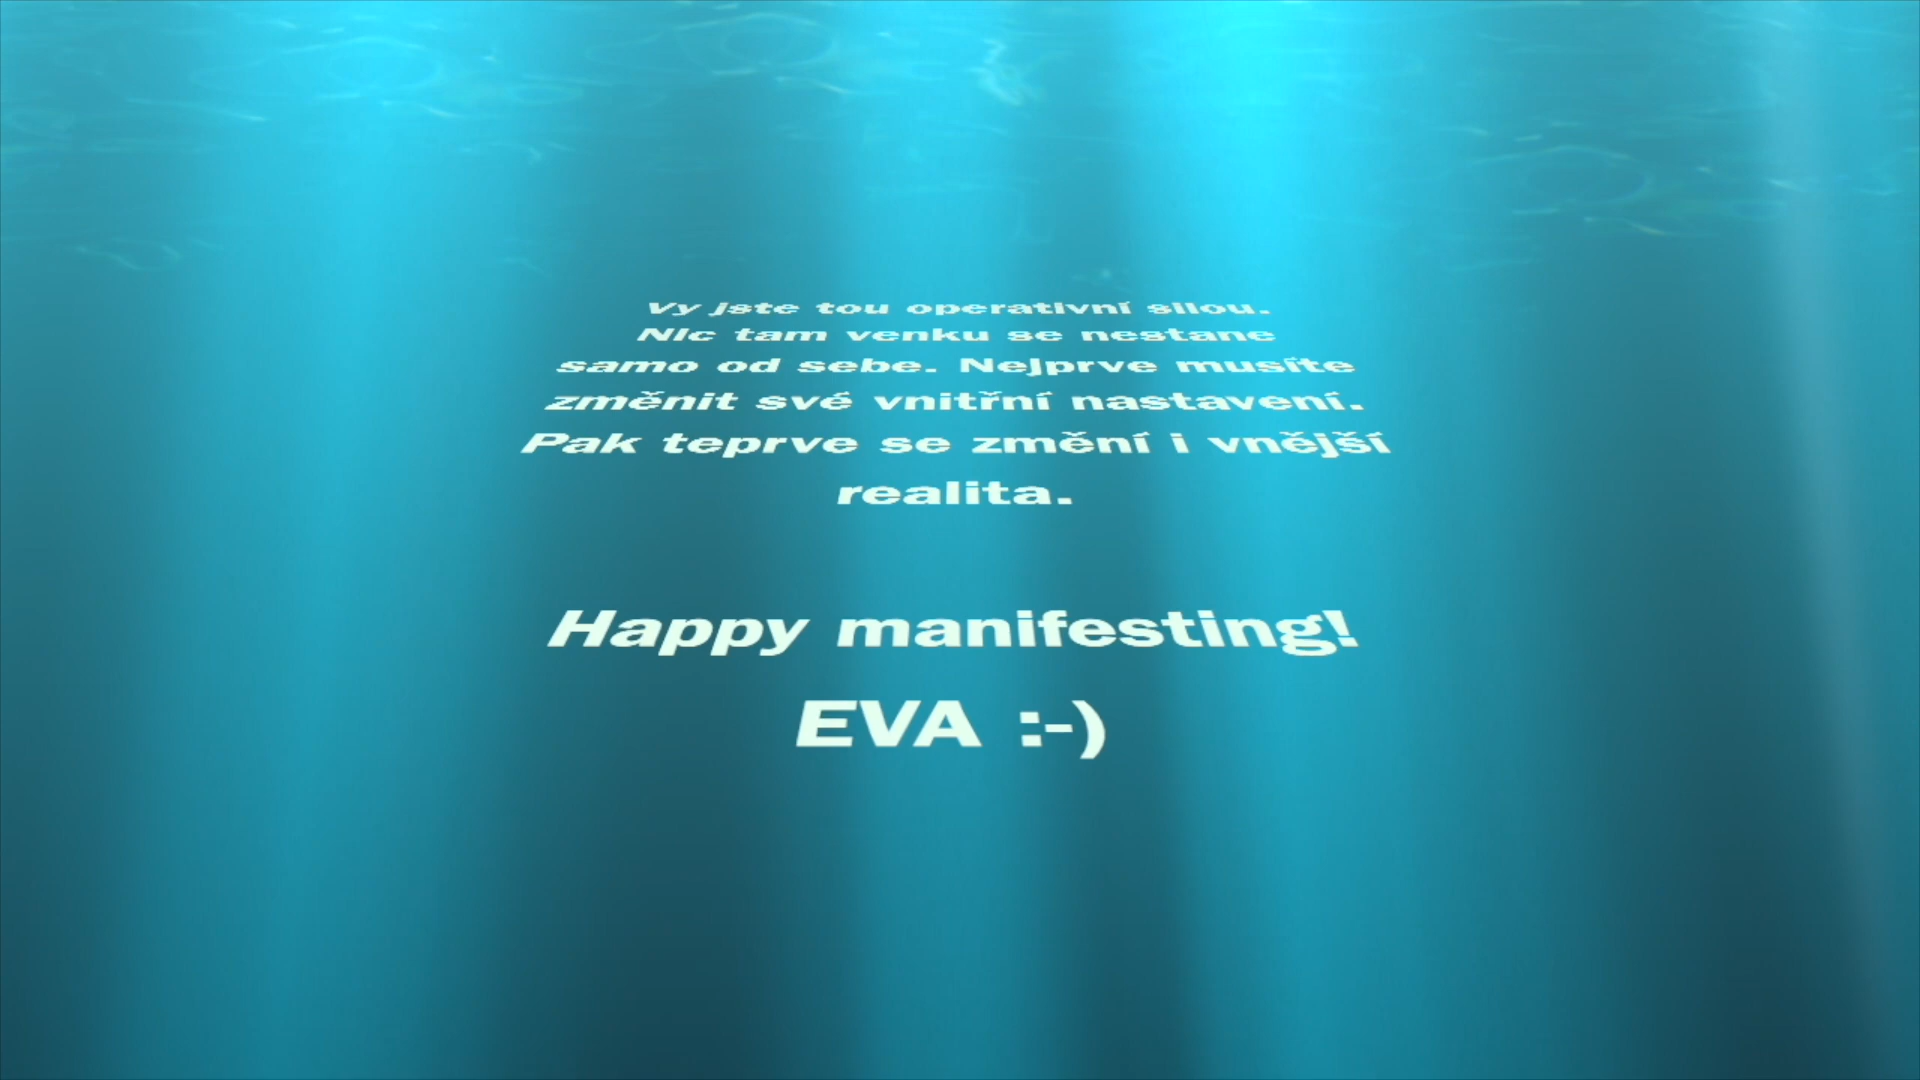 Vy jste tou operativní silou.
Nic tam venku se nestane
samo od sebe. Nejprve musíte
změnit své vnitřní nastavení.
Pak teprve se změní i vnější
realita.
Happy manifesting!
EVA :-)